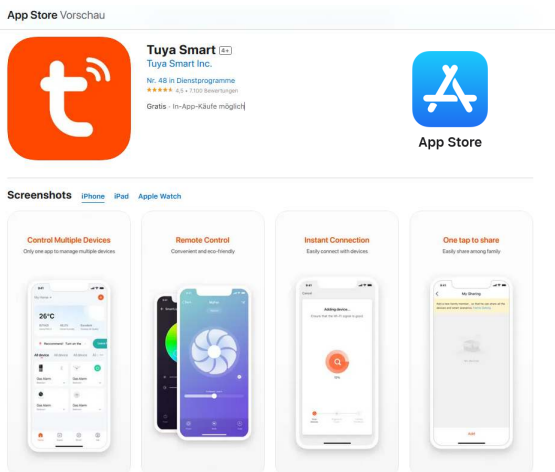 App Store Vorschau
Tuya Smart 4+
Tuya Smart Inc.
Nr. 48 in Dienstprogramme
★★★★★ 4,5 • 7.100 Bewertungen
Gratis · In-App-Käufe möglich
App Store
Screenshots iPhone iPad Apple Watch
Control Multiple Devices
Only one app to manage multiple devices
Remote Control
Convenient and eco-friendly
Instant Connection
Easily connect with devices
One tap to share
Easily share among family
26°C
Adding device...
My Sharing